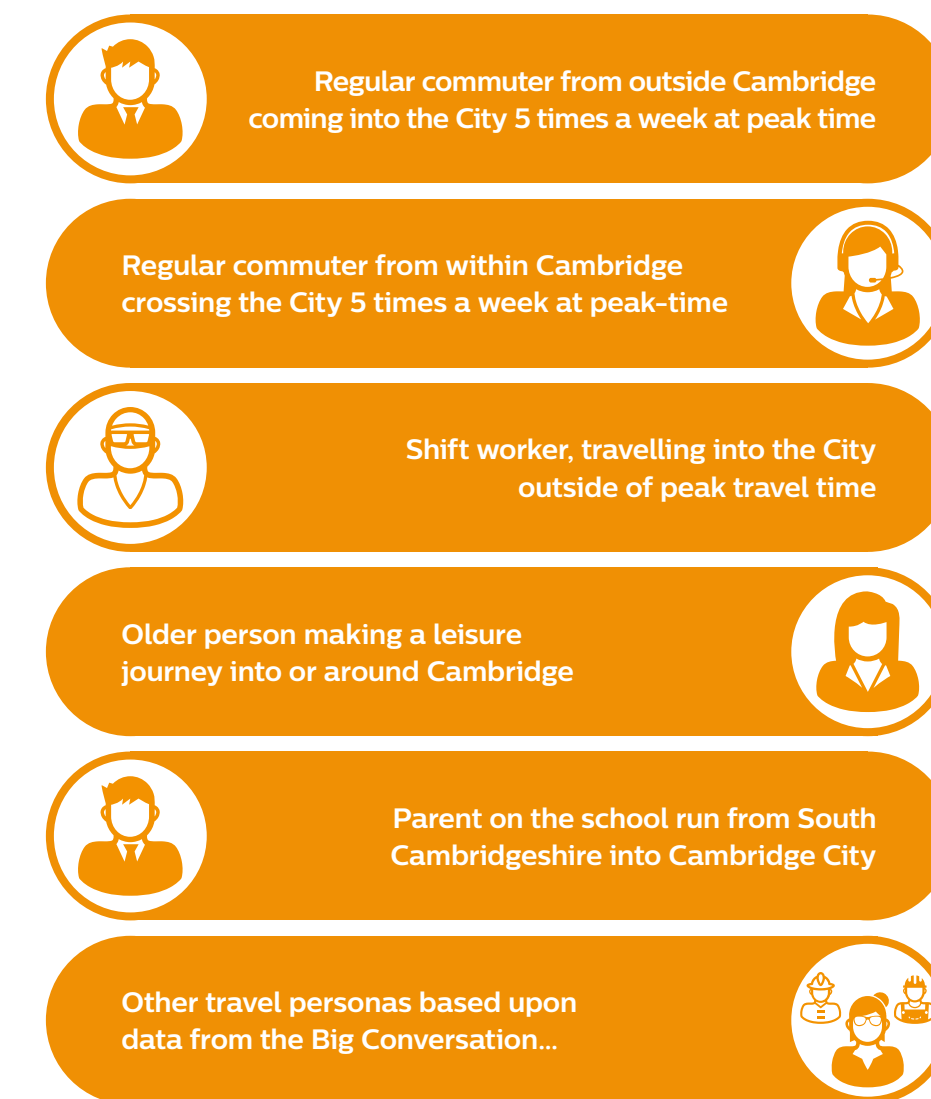 Regular commuter from outside Cambridge
coming into the City 5 times a week at peak time
Regular commuter from within Cambridge
crossing the City 5 times a week at peak-time
Shift worker, travelling into the City
outside of peak travel time
Older person making a leisure
journey into or around Cambridge
Parent on the school run from South
Cambridgeshire into Cambridge City
Other travel personas based upon
data from the Big Conversation...